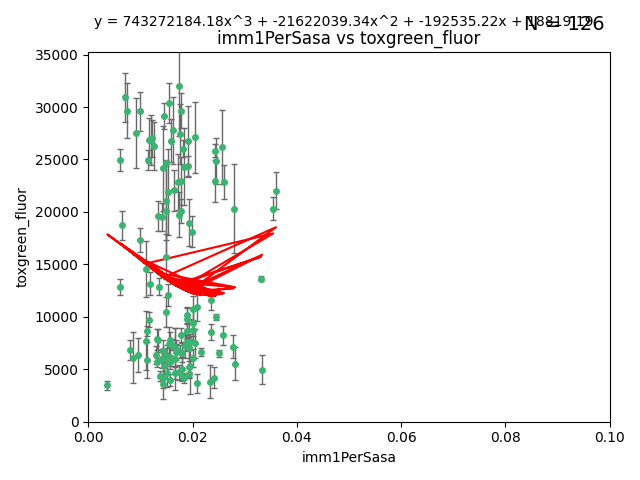 y = 743272184.18x^3 + -21622039.34x^2 + -192535.22x + 18819.19
N = 126
imm1PerSasa vs toxgreen_fluor
35000
30000
25000
20000
15000
10000
5000
0
toxgreen_fluor
0.00 0.02 0.04 0.06 0.08 0.10
imm1PerSasa